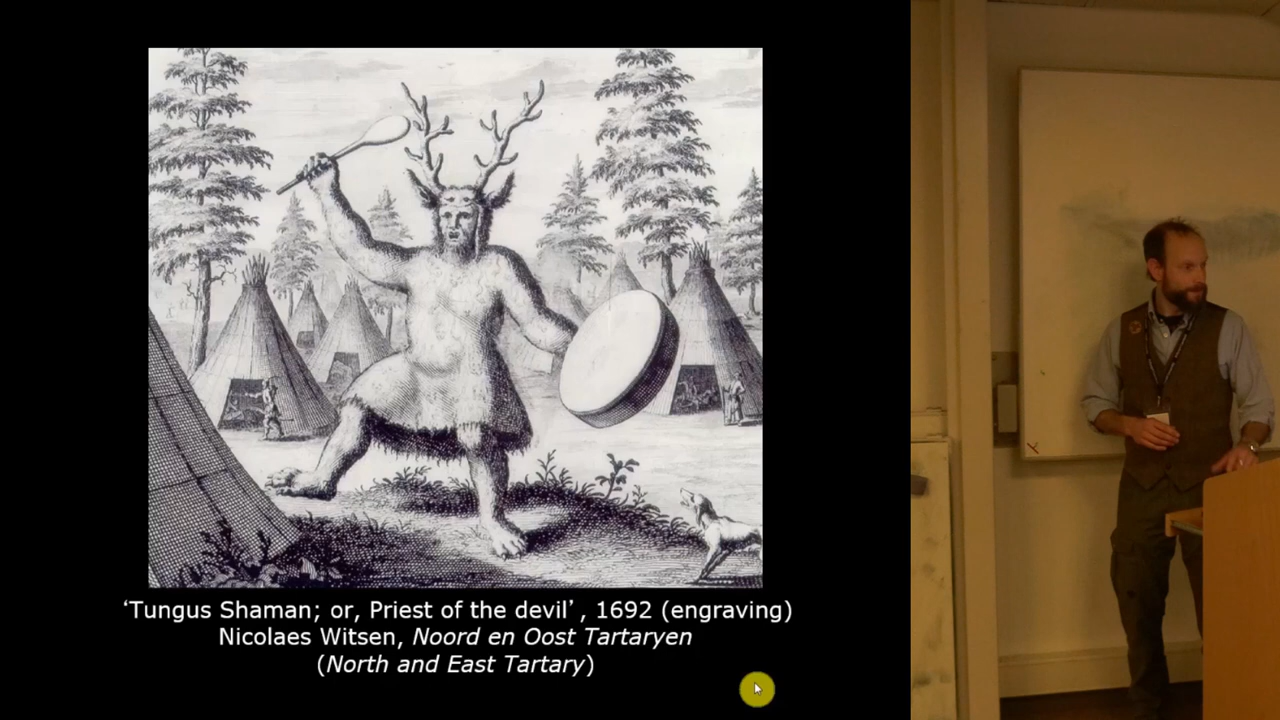 ‘Tungus Shaman; or, Priest of the devil’, 1692 (engraving)
Nicolaes Witsen, Noord en Oost Tartaryen
(North and East Tartary)